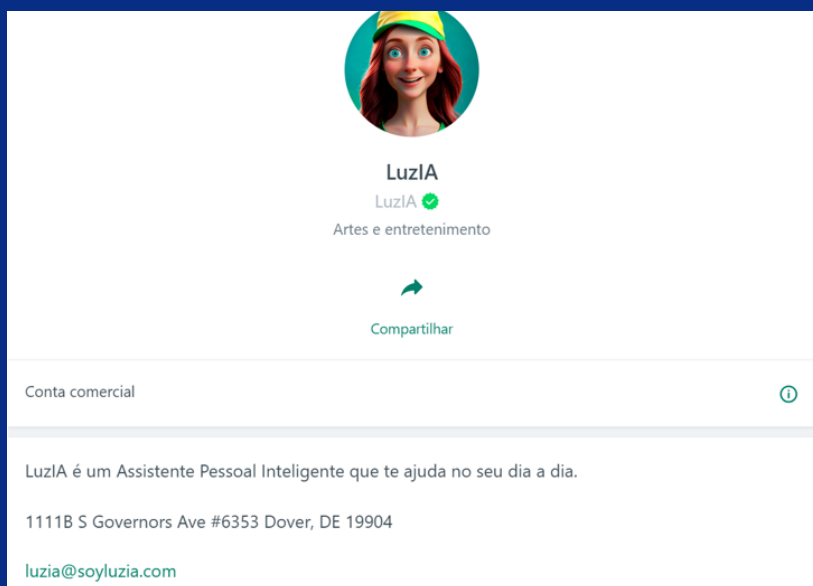 LuzIA
LuzIA
Artes e entretenimento
Compartilhar
Conta comercial
LuzIA é um Assistente Pessoal Inteligente que te ajuda no seu dia a dia.
1111B S Governors Ave #6353 Dover, DE 19904
luzia@soyluzia.com